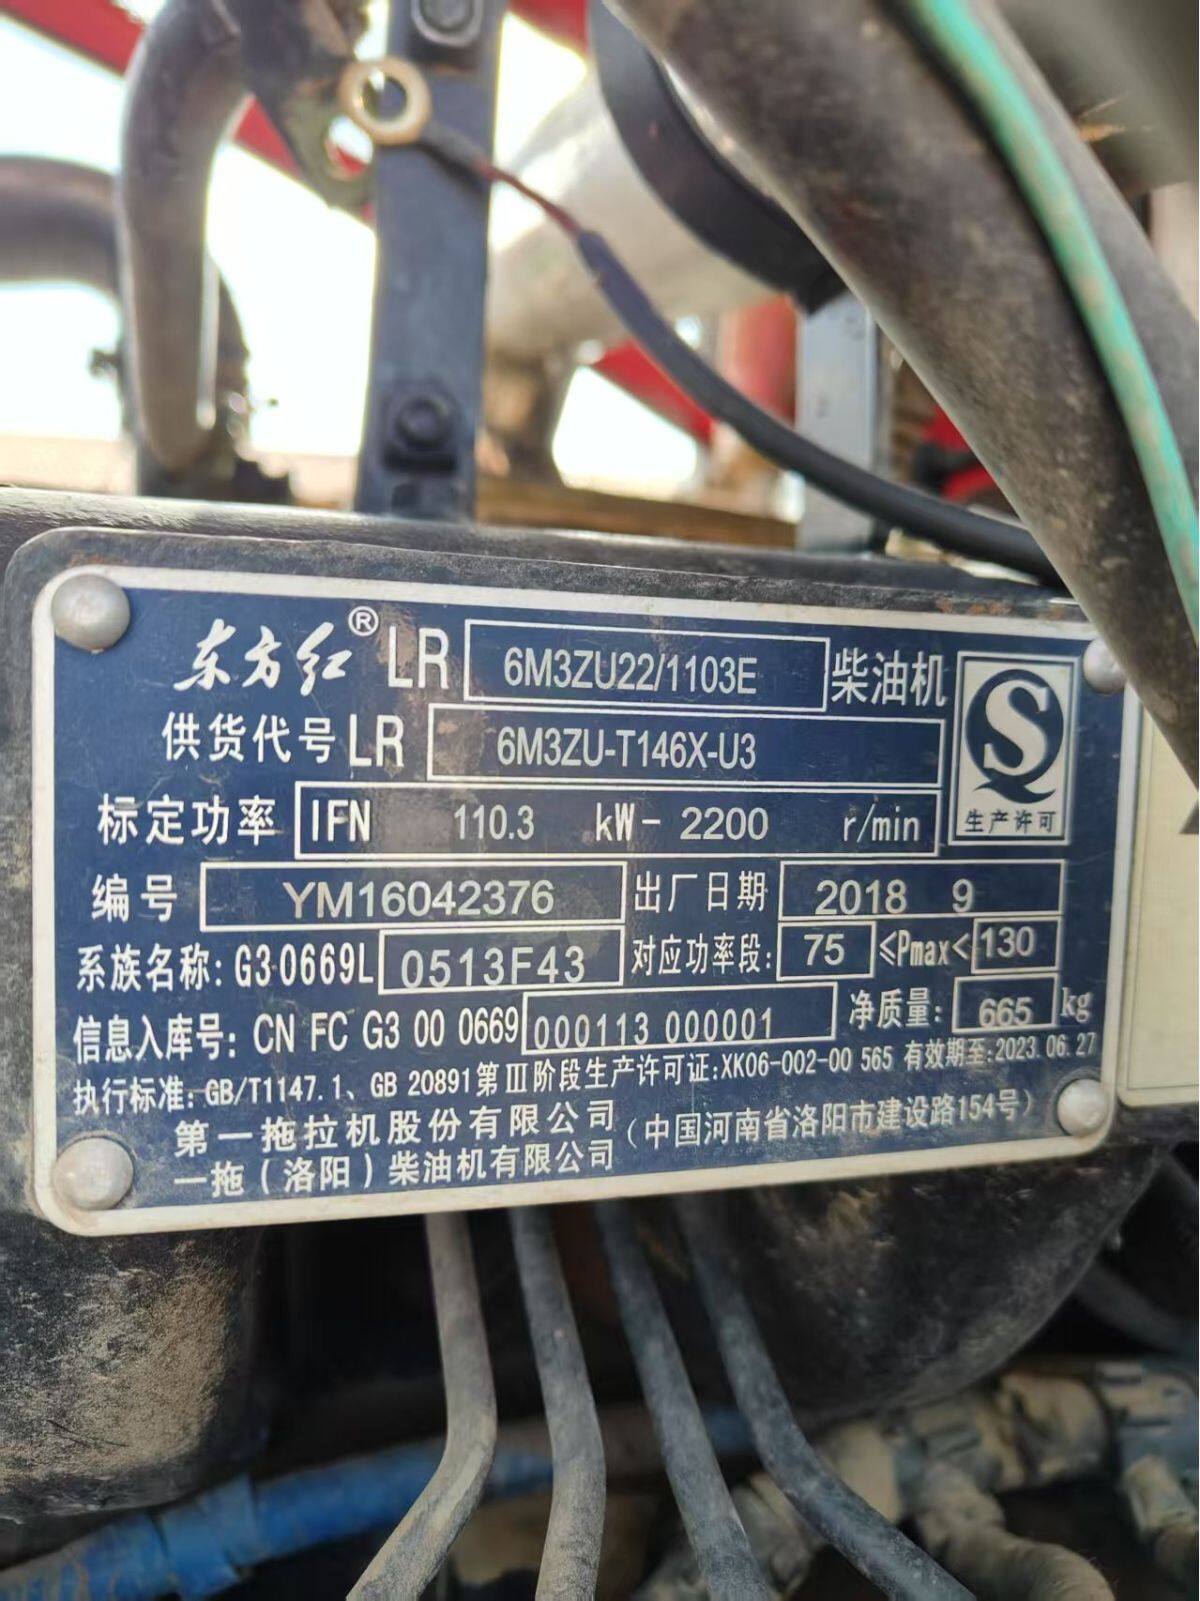 东方红® LR 6M3ZU22/1103E 柴油机
供货代号 LR 6M3ZU-T146X-U3
标定功率 IFN 110.3 kW- 2200 r/min
S
生产许可
编号 YM16042376 出厂日期 2018 9
系族名称: G3 0669L 0513F43 对应功率段: 75 ≤Pmax< 130
信息入库号: CN FC G3 00 0669 000113 000001 净质量: 665 kg
执行标准: GB/T1147.1、GB 20891第Ⅲ阶段生产许可证:XK06-002-00 565 有效期至:2023.06.27
第一拖拉机股份有限公司
一拖(洛阳)柴油机有限公司 (中国河南省洛阳市建设路154号)